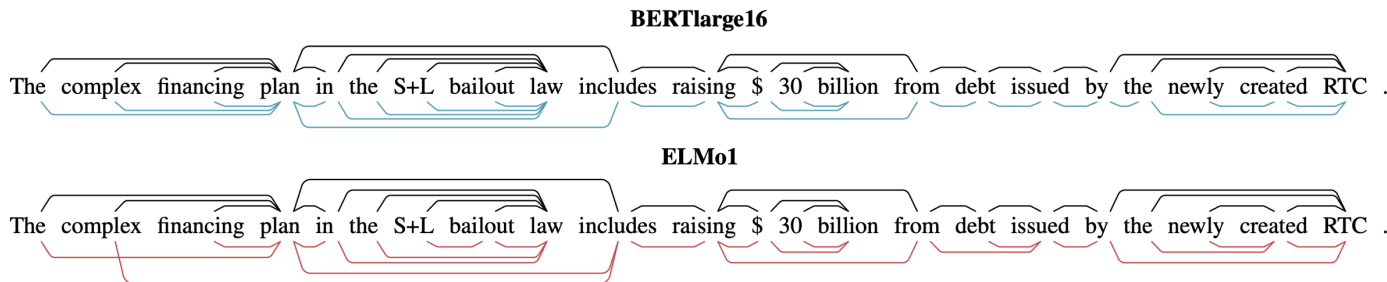 BERTlarge16
The complex financing plan in the S+L bailout law includes raising $ 30 billion from debt issued by the newly created RTC .
ELMo1
The complex financing plan in the S+L bailout law includes raising $ 30 billion from debt issued by the newly created RTC .